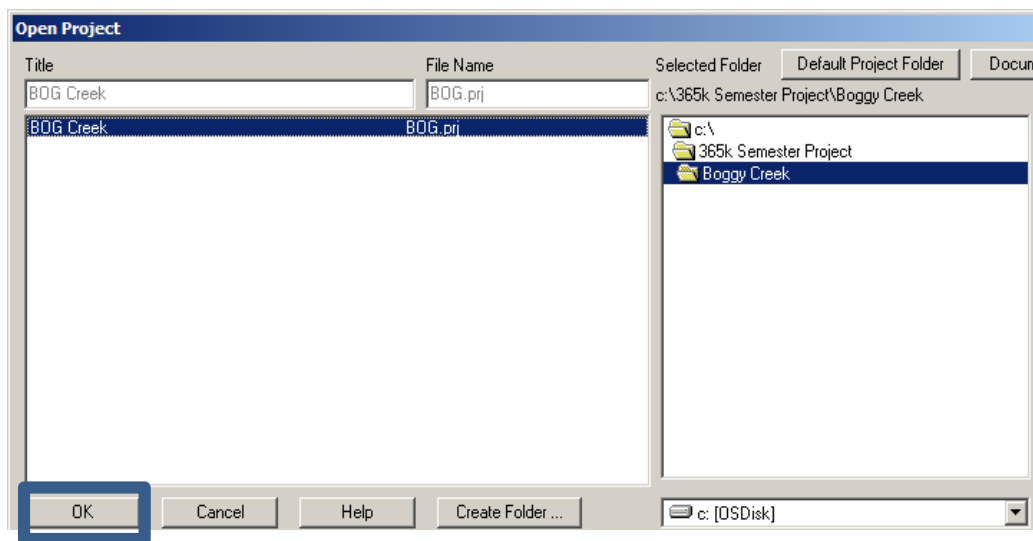 Open Project
Title File Name Selected Folder Default Project Folder Docum
BOG Creek BOG.prj c:\365k Semester Project\Boggy Creek
BOG Creek BOG.prj c:\
365k Semester Project
Boggy Creek
OK Cancel Help Create Folder ... c: [OSDisk]